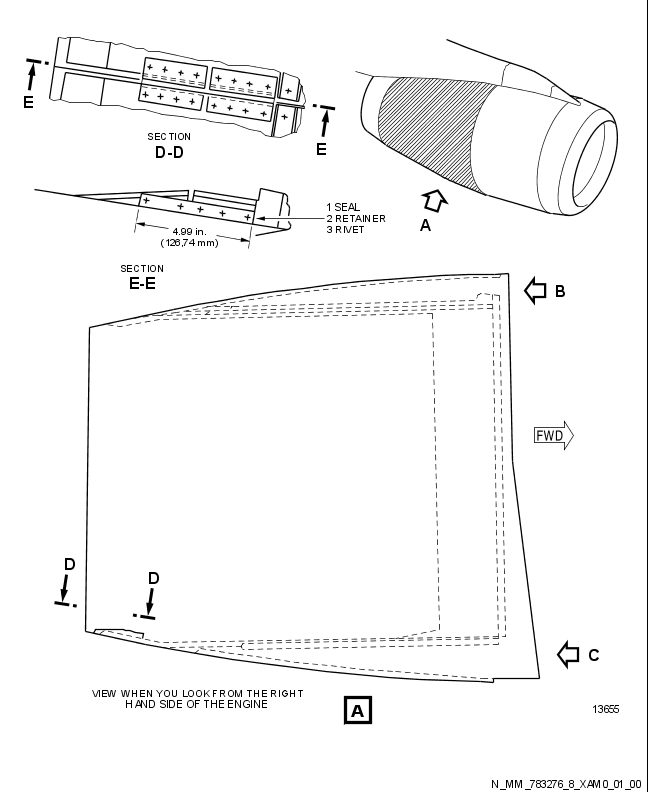 E
E
SECTION
D-D
A
1 SEAL
2 RETAINER
3 RIVET
4.99 in.
(126,74 mm)
SECTION
E-E
B
FWD
D
D
C
VIEW WHEN YOU LOOK FROM THE RIGHT
HAND SIDE OF THE ENGINE
A
13655
N_MM_783276_8_XAM0_01_00